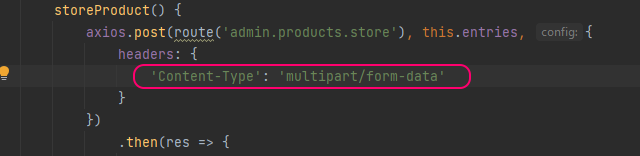 storeProduct() {
axios.post(route('admin.products.store'), this.entries, config: {
headers: {
'Content-Type': 'multipart/form-data'
}
})
.then(res => {